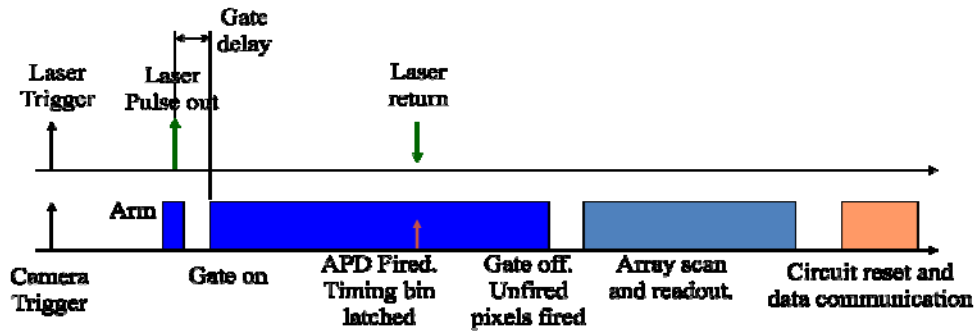 Gate
delay
Laser
Trigger
Laser
Pulse out
Laser
return
Arm
Camera
Trigger
Gate on
APD Fired.
Timing bin
latched
Gate off.
Unfired
pixels fired
Array scan
and readout.
Circuit reset and
data communication